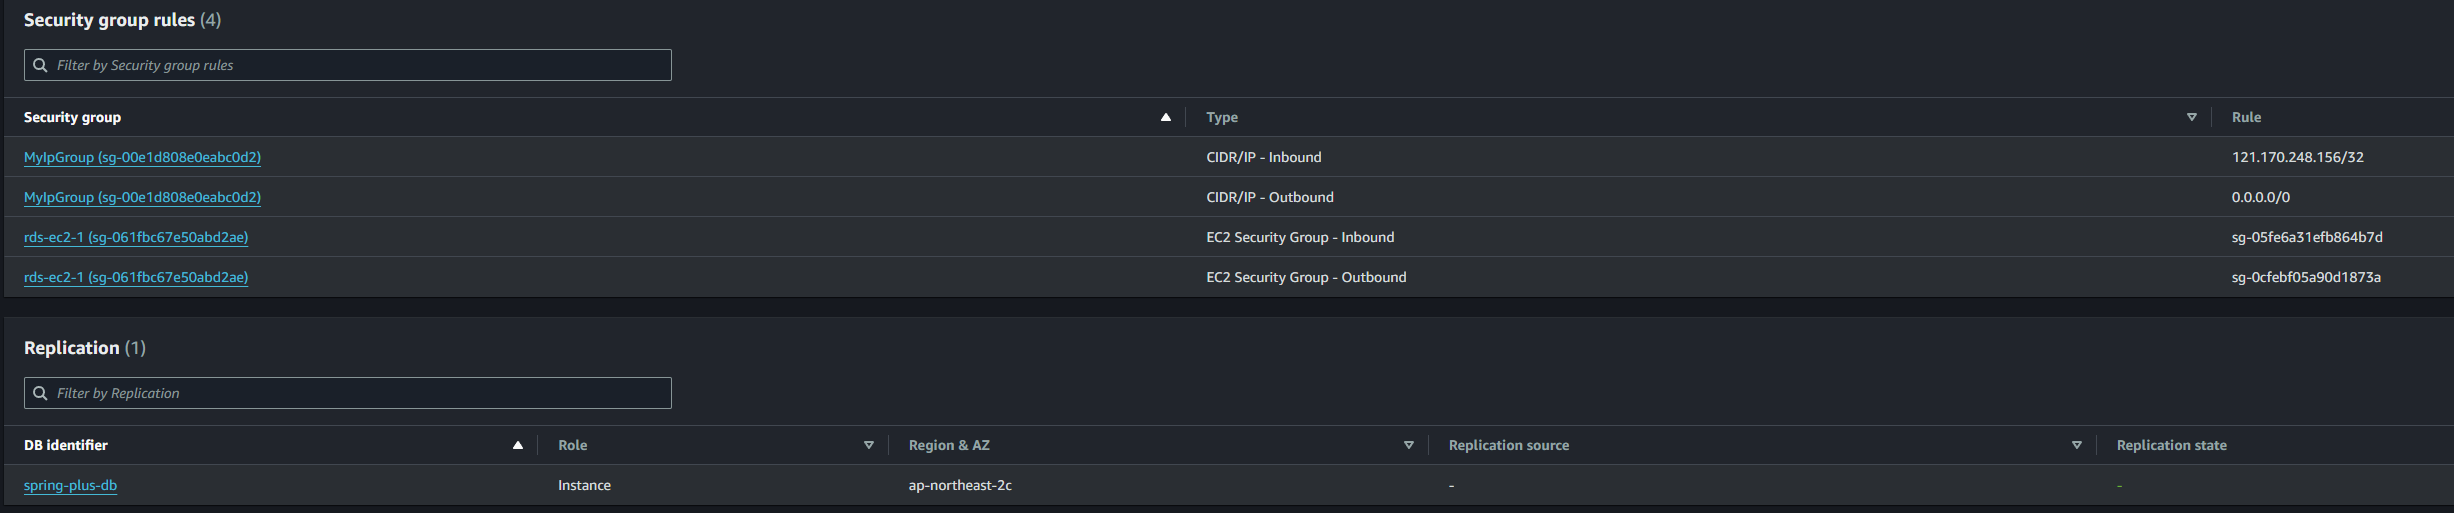 Security group rules (4)
Filter by Security group rules
Security group Type Rule
MyIpGroup (sg-00e1d808e0eabc0d2) CIDR/IP - Inbound 121.170.248.156/32
MyIpGroup (sg-00e1d808e0eabc0d2) CIDR/IP - Outbound 0.0.0.0/0
rds-ec2-1 (sg-061fbc67e50abd2ae) EC2 Security Group - Inbound sg-05fe6a31efb864b7d
rds-ec2-1 (sg-061fbc67e50abd2ae) EC2 Security Group - Outbound sg-0cfebf05a90d1873a
Replication (1)
Filter by Replication
DB identifier Role Region & AZ Replication source Replication state
spring-plus-db Instance ap-northeast-2c - -